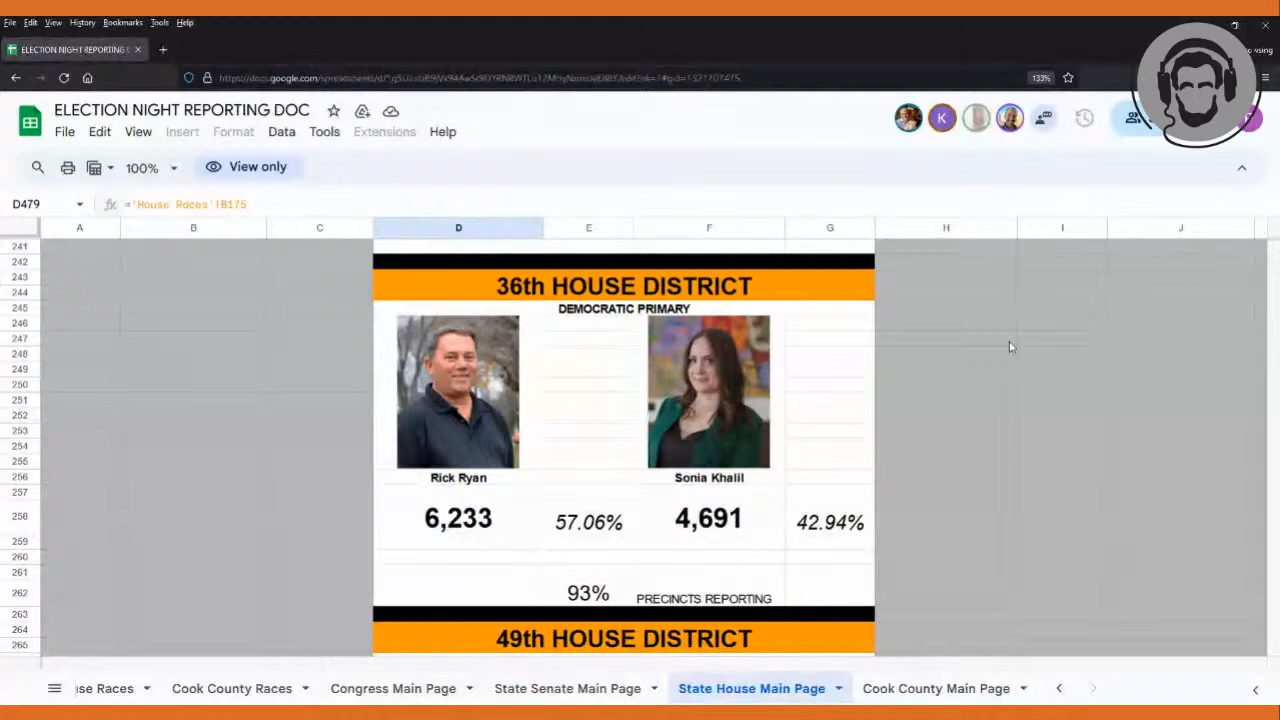 File Edit View History Bookmarks Tools Help
ELECTION NIGHT REPORTING
133%
ELECTION NIGHT REPORTING DOC
File Edit View Insert Format Data Tools Extensions Help
K
100% View only
D479 fx ='House Races'!B175
A B C D E F G H I J
241
242
243
36th HOUSE DISTRICT
244
245
DEMOCRATIC PRIMARY
246
247
248
249
250
251
252
253
254
255
256
Rick Ryan Sonia Khalil
257
258
6,233 57.06% 4,691 42.94%
259
260
261
262
93% PRECINCTS REPORTING
263
264
49th HOUSE DISTRICT
265
se Races Cook County Races Congress Main Page State Senate Main Page State House Main Page Cook County Main Page